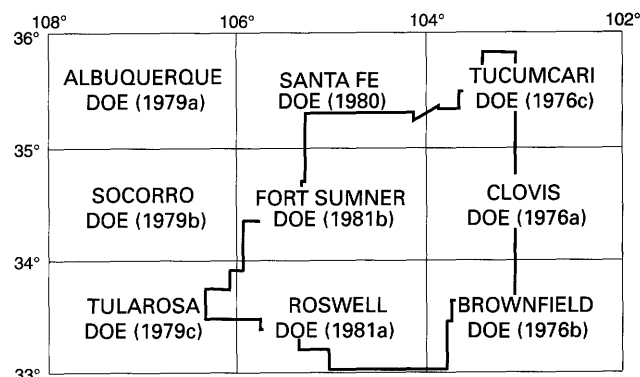 108° 106° 104° 102°
36°
ALBUQUERQUE SANTA FE TUCUMCARI
DOE (1979a) DOE (1980) DOE (1976c)
35°
SOCORRO FORT SUMNER CLOVIS
DOE (1979b) DOE (1981b) DOE (1976a)
34°
TULAROSA ROSWELL BROWNFIELD
DOE (1979c) DOE (1981a) DOE (1976b)
33°